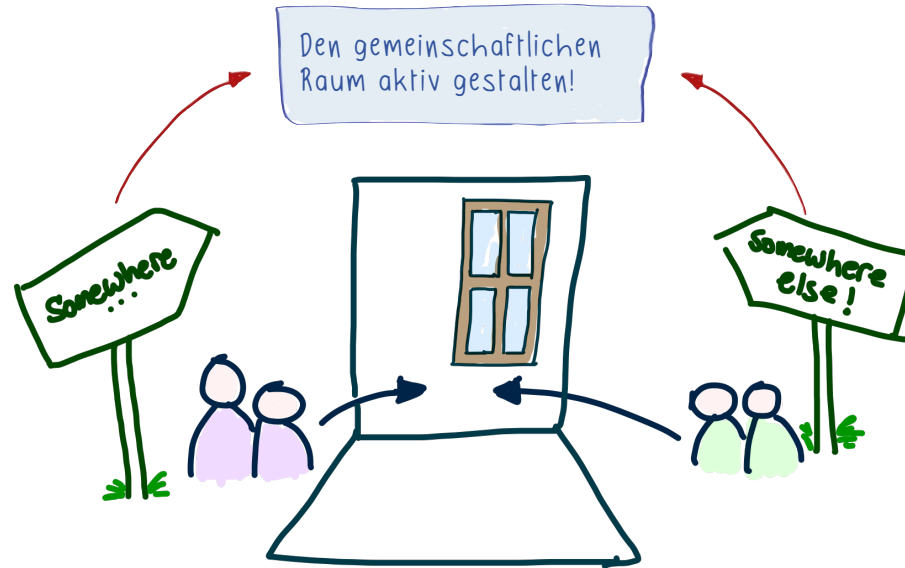 Den gemeinschaftlichen
Raum aktiv gestalten!
Somewhere
...
Somewhere
else!